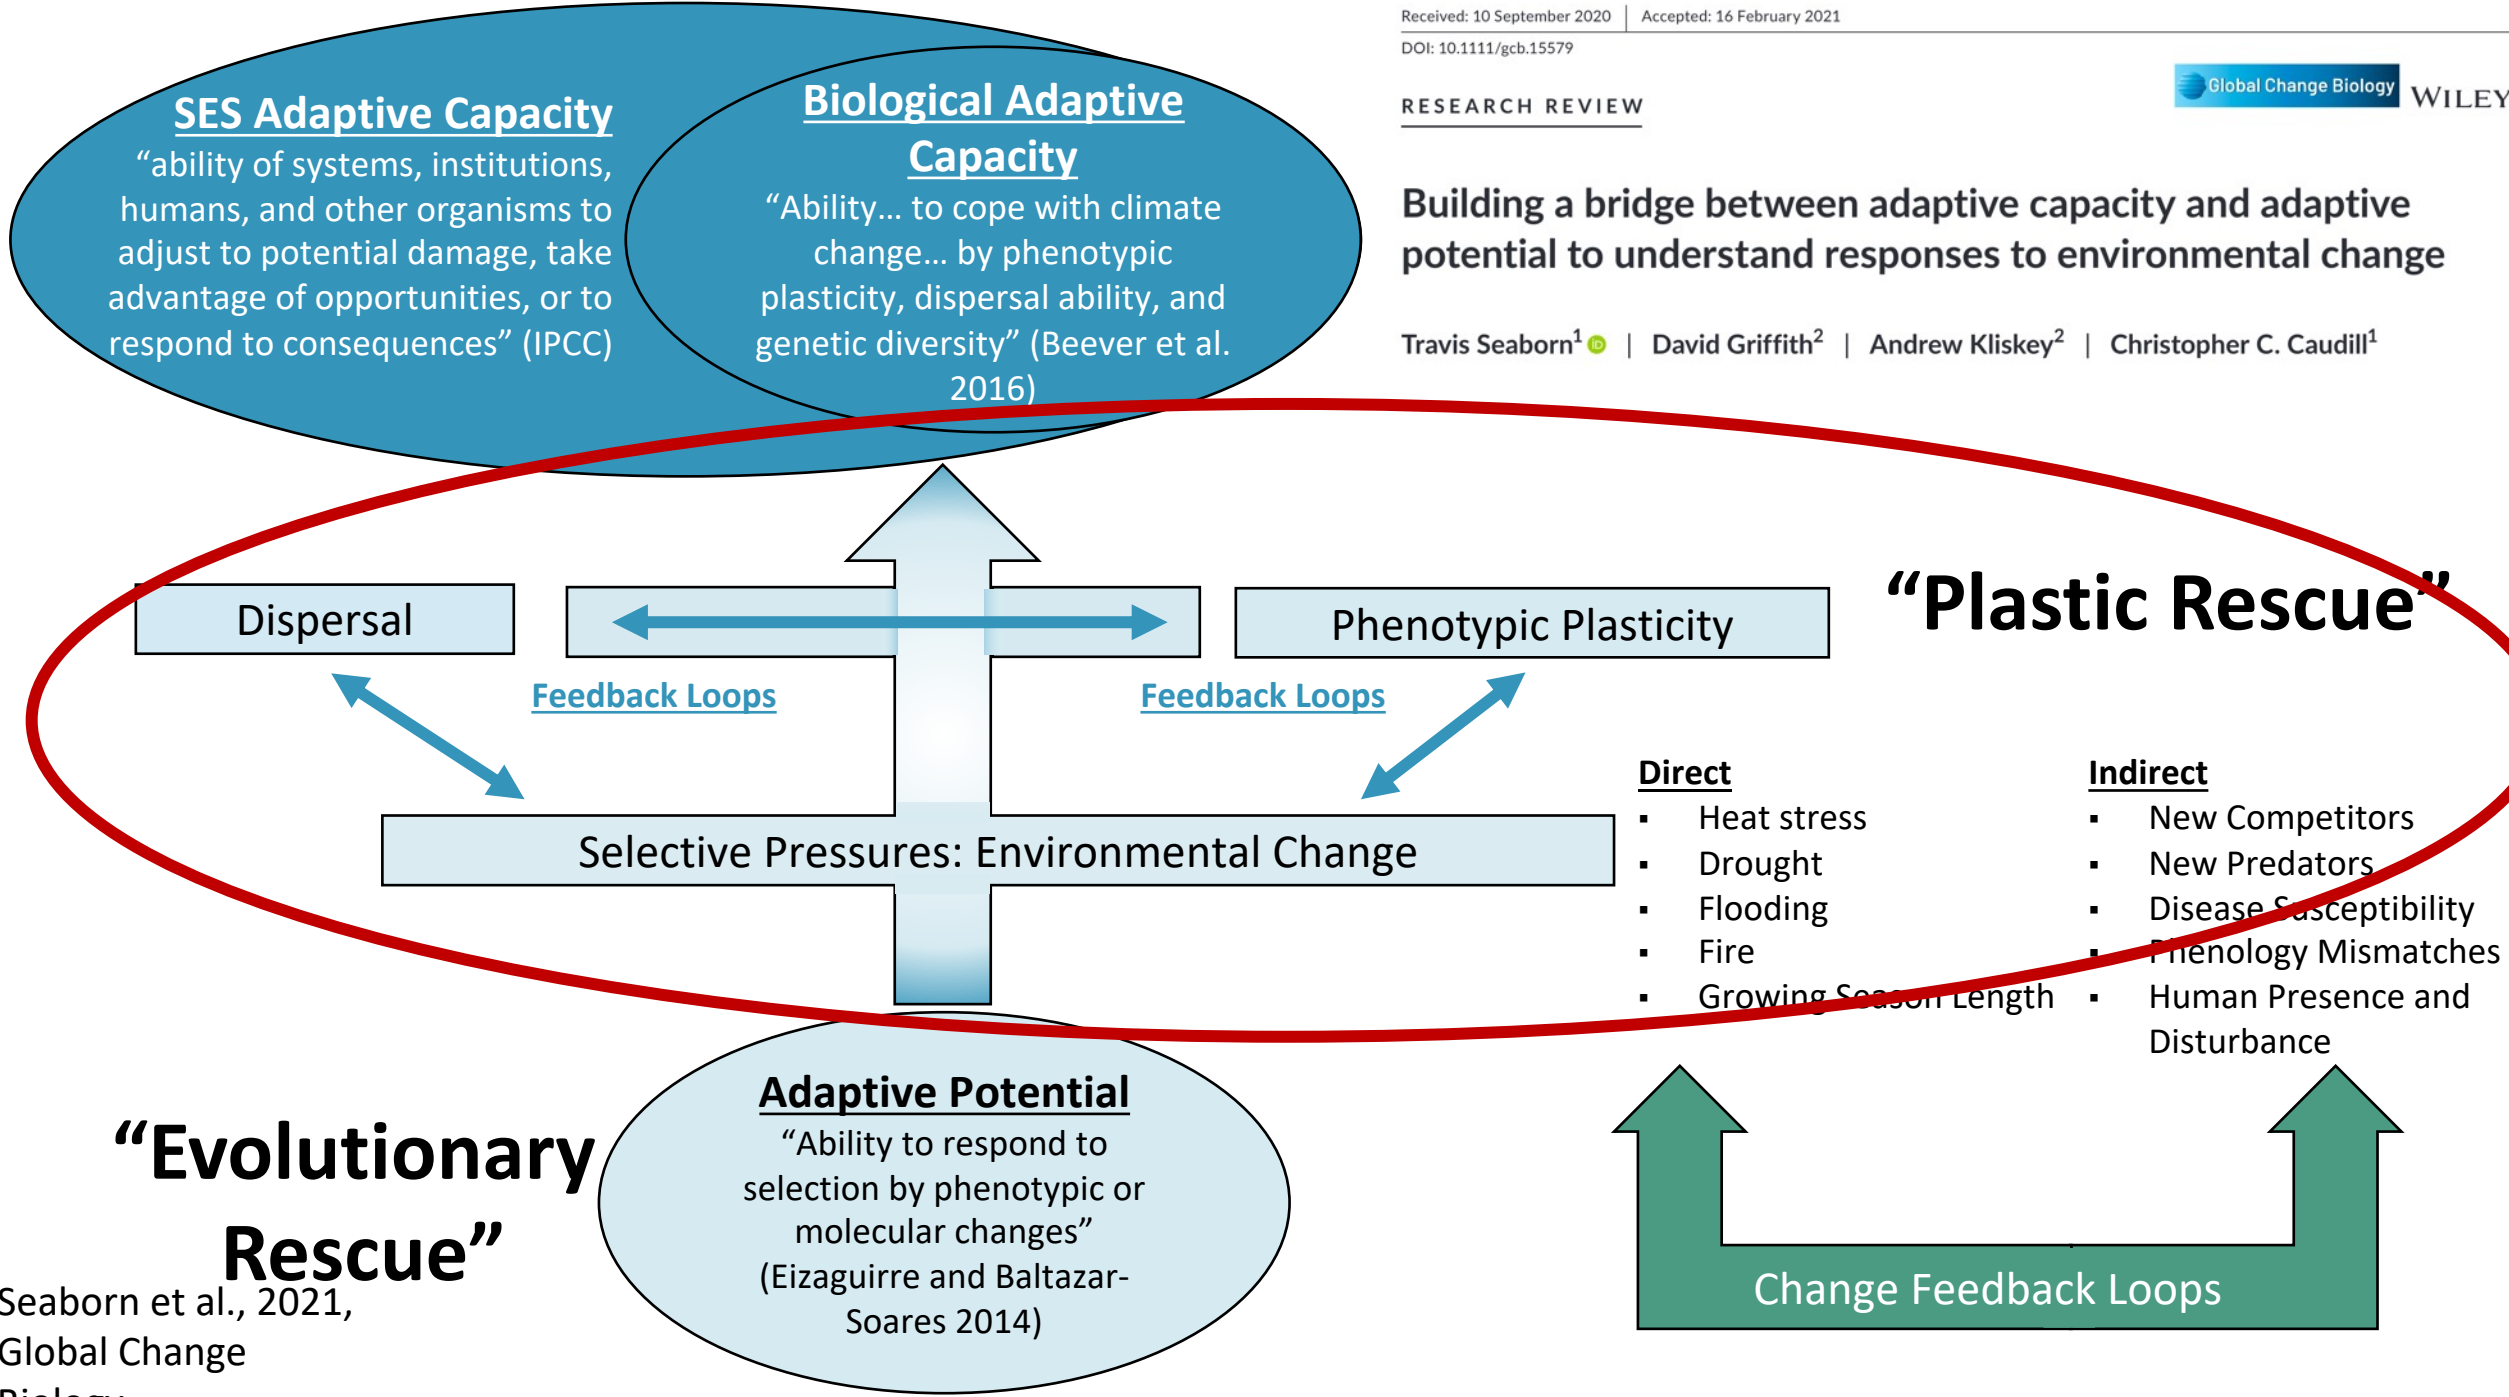 SES Adaptive Capacity
“ability of systems, institutions,
humans, and other organisms to
adjust to potential damage, take
advantage of opportunities, or to
respond to consequences” (IPCC)
Biological Adaptive
Capacity
“Ability… to cope with climate
change… by phenotypic
plasticity, dispersal ability, and
genetic diversity” (Beever et al.
2016)
Received: 10 September 2020 | Accepted: 16 February 2021
DOI: 10.1111/gcb.15579
RESEARCH REVIEW
Global Change Biology WILEY
Building a bridge between adaptive capacity and adaptive
potential to understand responses to environmental change
Travis Seaborn1 iD | David Griffith2 | Andrew Kliskey2 | Christopher C. Caudill1
Dispersal
Phenotypic Plasticity
“Plastic Rescue”
Feedback Loops
Feedback Loops
Selective Pressures: Environmental Change
Direct
▪ Heat stress
▪ Drought
▪ Flooding
▪ Fire
▪ Growing Season Length
Indirect
▪ New Competitors
▪ New Predators
▪ Disease Susceptibility
▪ Phenology Mismatches
▪ Human Presence and
Disturbance
“Evolutionary
Rescue”
Adaptive Potential
“Ability to respond to
selection by phenotypic or
molecular changes”
(Eizaguirre and Baltazar-
Soares 2014)
Change Feedback Loops
Seaborn et al., 2021,
Global Change
Biology